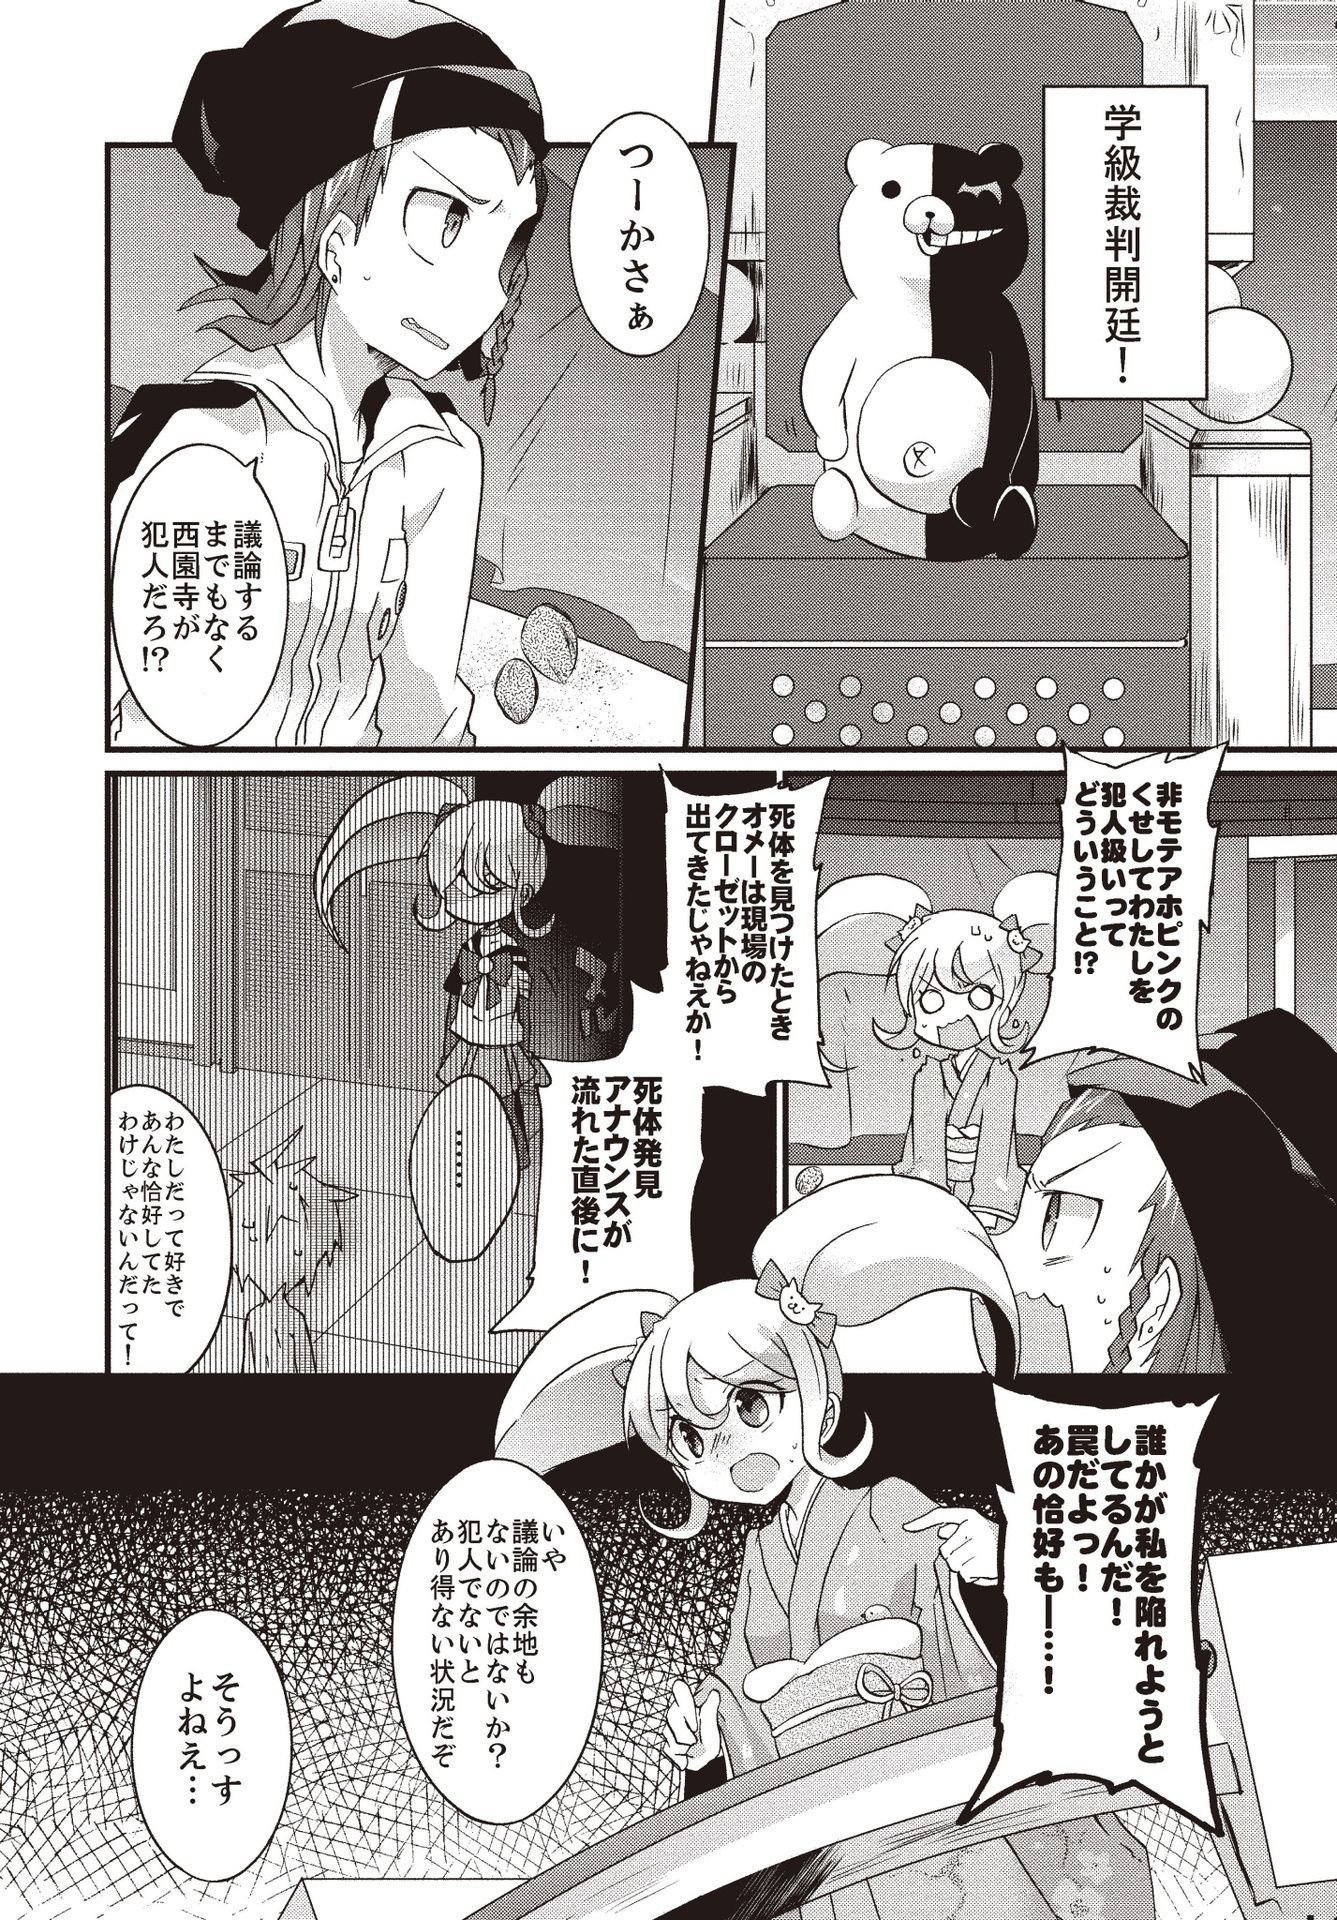 学級裁判開廷！
つーかさぁ
議論する
までもなく
西園寺が
犯人だろ!?
非モテアホピンクの
くせしてわたしを
犯人扱いって
どういうこと!?
死体を見つけたとき
オメーは現場の
クローゼットから
出てきたじゃねえか！
死体発見
アナウンスが
流れた直後に！
………
わたしだって好きで
あんな恰好してた
わけじゃないんだって！
誰かが私を陥れようと
してるんだ！
罠だよっ！
あの恰好も―…！
いや
議論の余地も
ないのではないか？
犯人でないと
あり得ない状況だぞ
そうっす
よねえ…